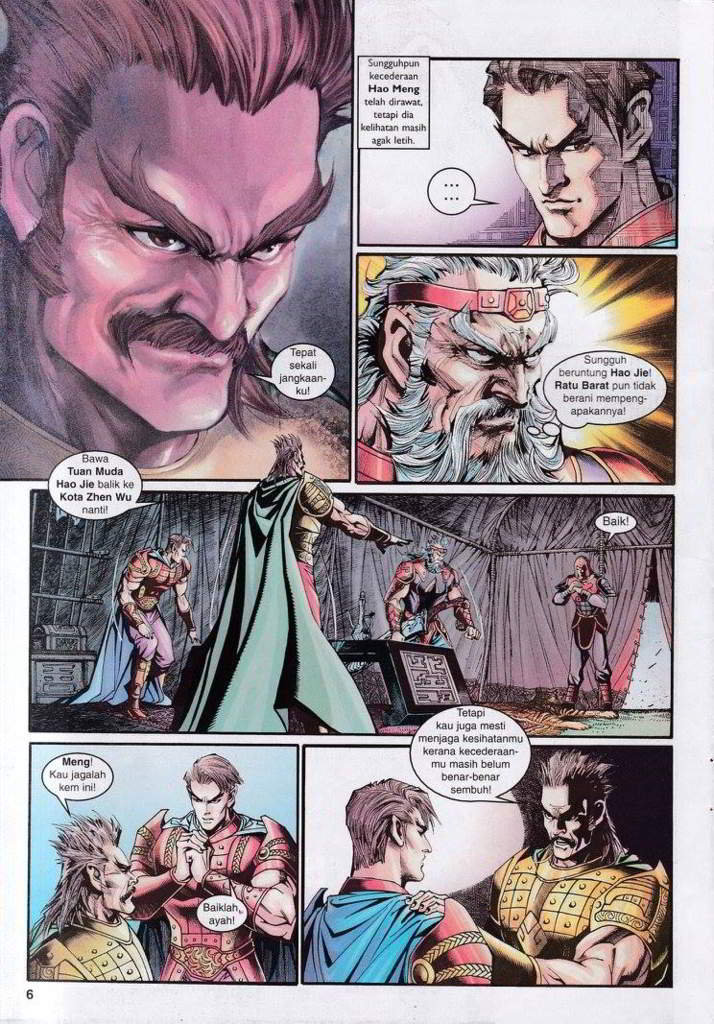 Tepat
sekali
jangkaan-
ku!
Sungguhpun
kecederaan
Hao Meng
telah dirawat,
tetapi dia
kelihatan masih
agak letih.
...
...
Sungguh
beruntung Hao Jie!
Ratu Barat pun tidak
berani mempeng-
apakannya!
Bawa
Tuan Muda
Hao Jie balik ke
Kota Zhen Wu
nanti!
Baik!
Meng!
Kau jagalah
kem ini!
Baiklah,
ayah!
Tetapi
kau juga mesti
menjaga kesihatanmu
kerana kecederaan-
mu masih belum
benar-benar
sembuh!
6